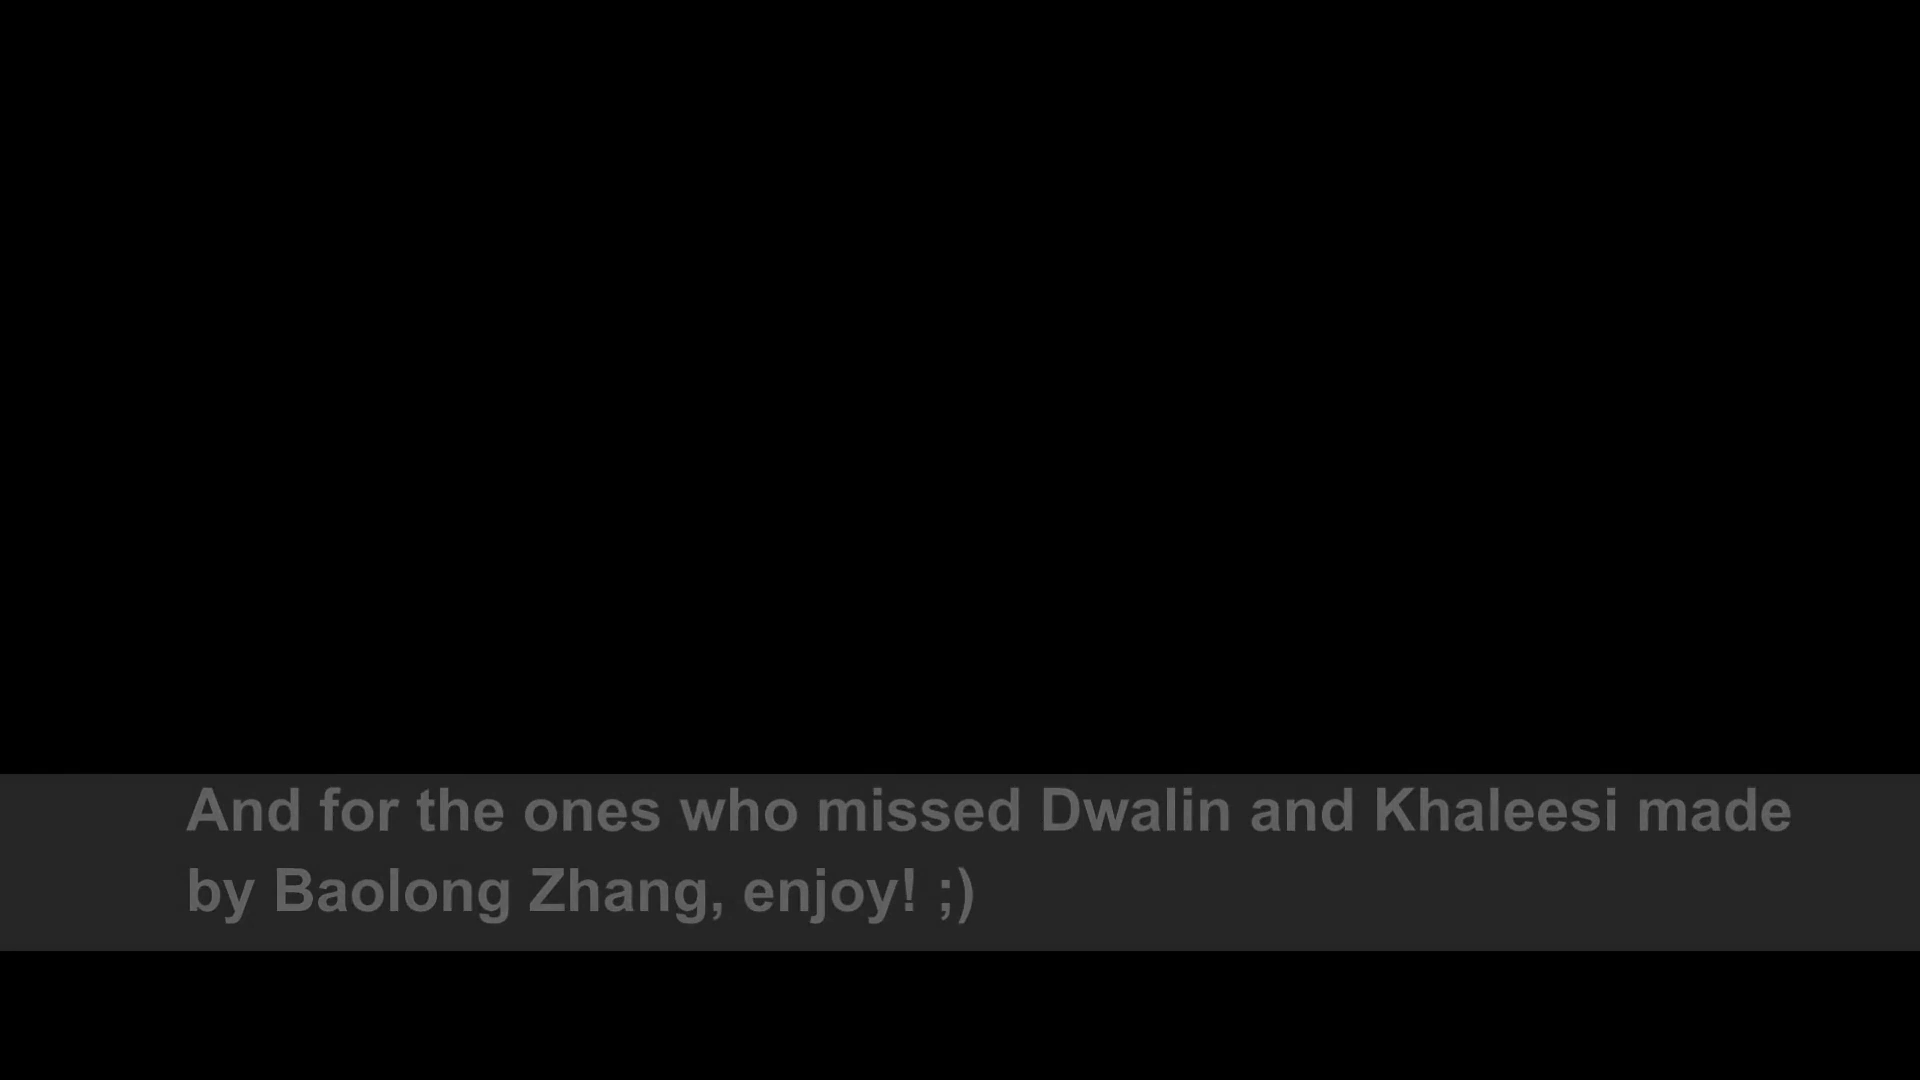 And for the ones who missed Dwalin and Khaleesi made
by Baolong Zhang, enjoy! ;)